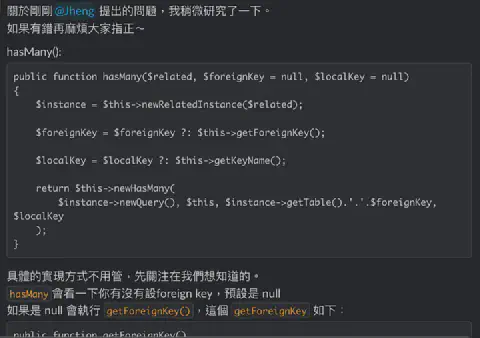 關於剛剛 @Jheng 提出的問題，我稍微研究了一下。
如果有錯再麻煩大家指正～
hasMany():
public function hasMany($related, $foreignKey = null, $localKey = null)
{
    $instance = $this->newRelatedInstance($related);
    $foreignKey = $foreignKey ?: $this->getForeignKey();
    $localKey = $localKey ?: $this->getKeyName();
    return $this->newHasMany(
        $instance->newQuery(), $this, $instance->getTable().'.'.$foreignKey,
$localKey
    );
}
具體的實現方式不用管，先關注在我們想知道的。
hasMany 會看一下你有沒有設foreign key，預設是 null
如果是 null 會執行 getForeignKey()，這個 getForeignKey 如下：
public function getForeignKey()